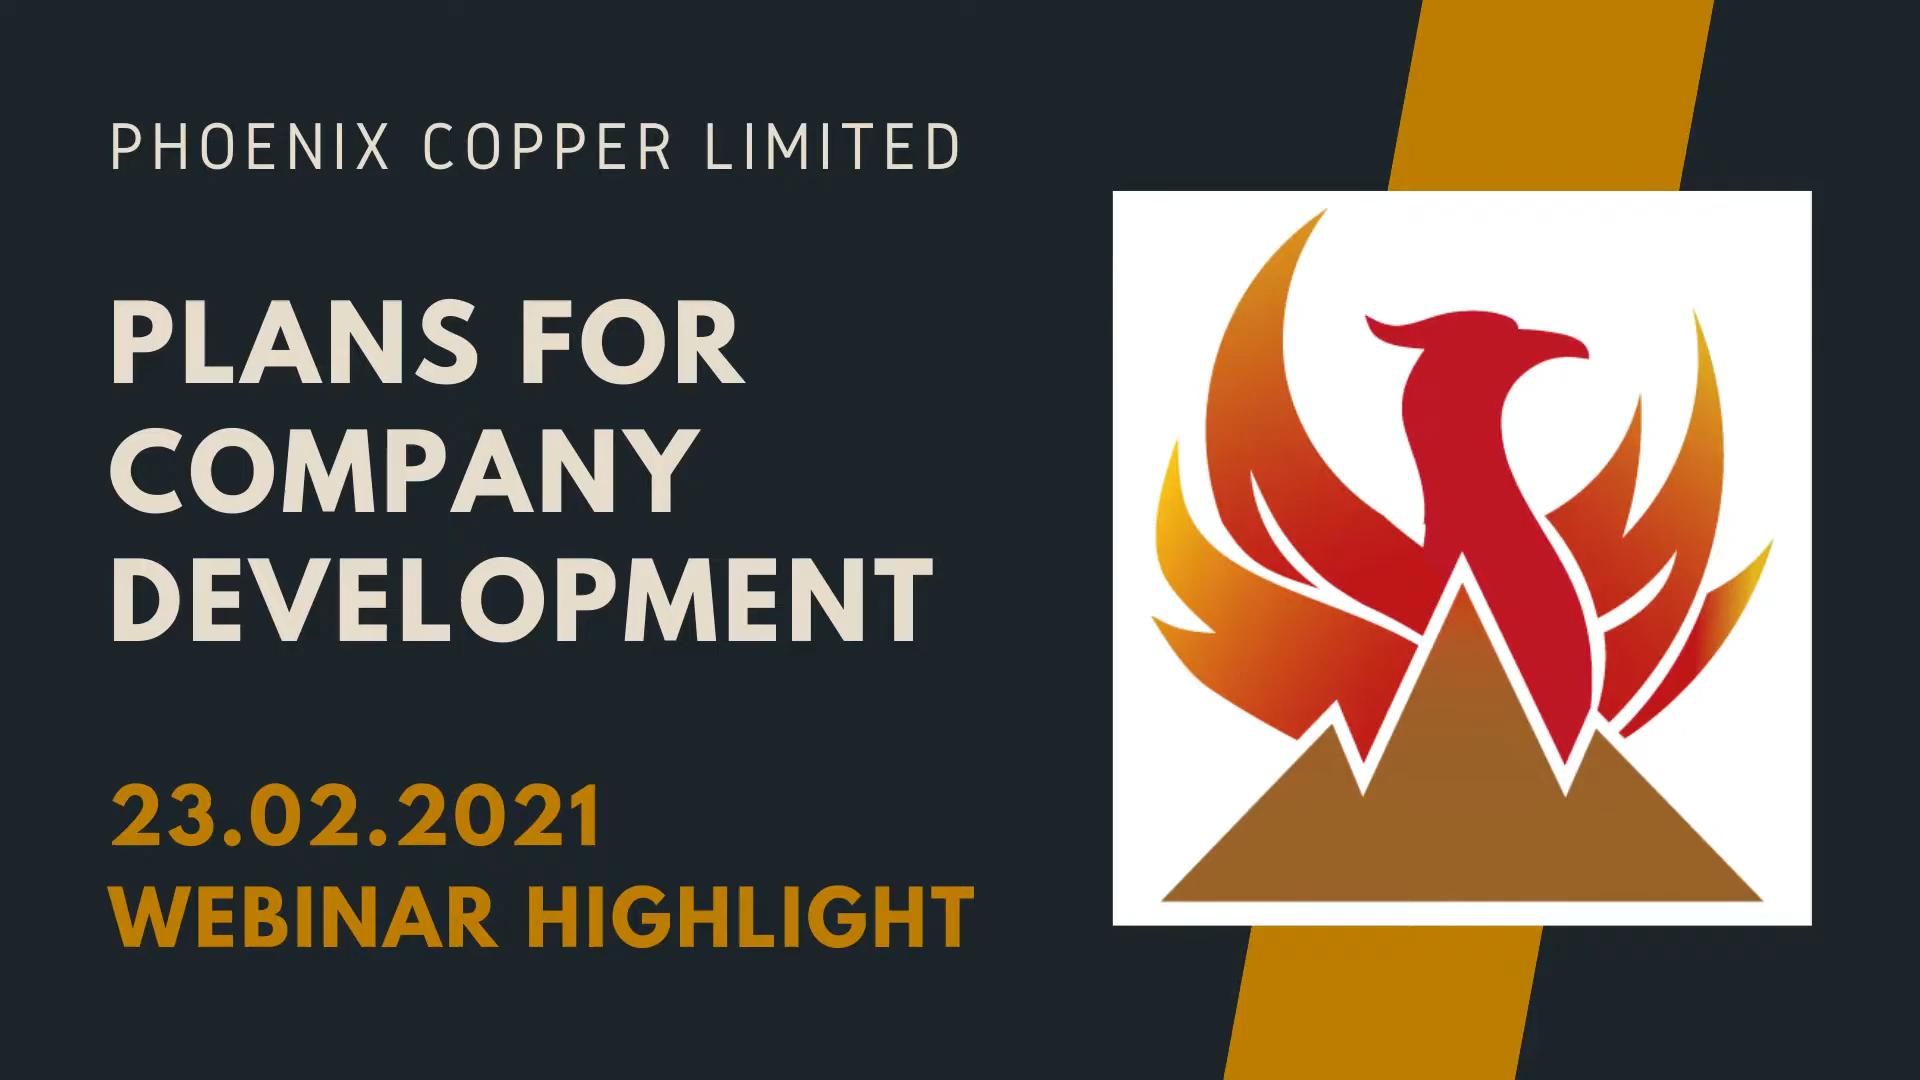 PHOENIX COPPER LIMITED
PLANS FOR
COMPANY
DEVELOPMENT
23.02.2021
WEBINAR HIGHLIGHT